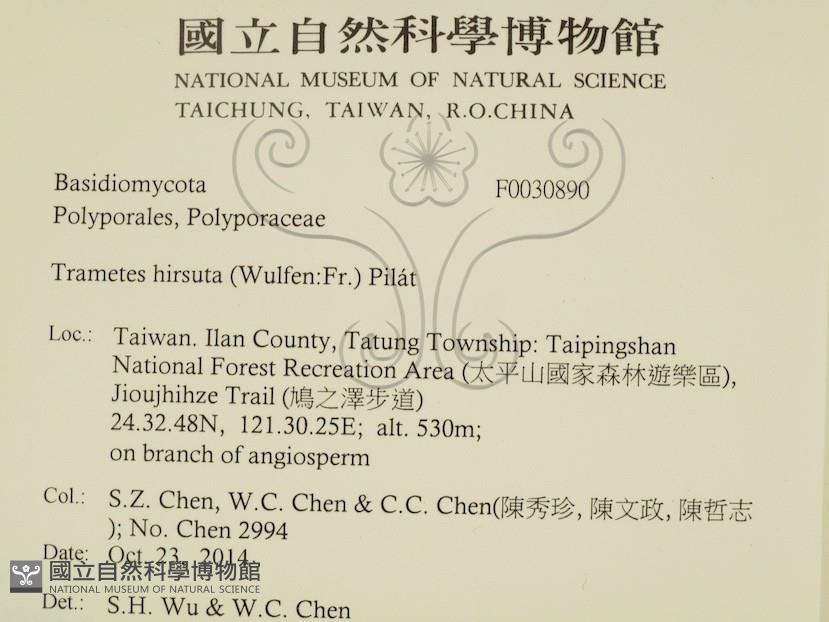 國立自然科學博物館
NATIONAL MUSEUM OF NATURAL SCIENCE
TAICHUNG, TAIWAN, R.O.CHINA
Basidiomycota F0030890
Polyporales, Polyporaceae
Trametes hirsuta (Wulfen:Fr.) Pilát
Loc.: Taiwan. Ilan County, Tatung Township: Taipingshan
National Forest Recreation Area (太平山國家森林遊樂區),
Jioujhihze Trail (鳩之澤步道)
24.32.48N, 121.30.25E; alt. 530m;
on branch of angiosperm
Col.: S.Z. Chen, W.C. Chen & C.C. Chen(陳秀珍, 陳文政, 陳哲志
); No. Chen 2994
Date: Oct. 23, 2014
國立自然科學博物館
NATIONAL MUSEUM OF NATURAL SCIENCE
Det.: S.H. Wu & W.C. Chen